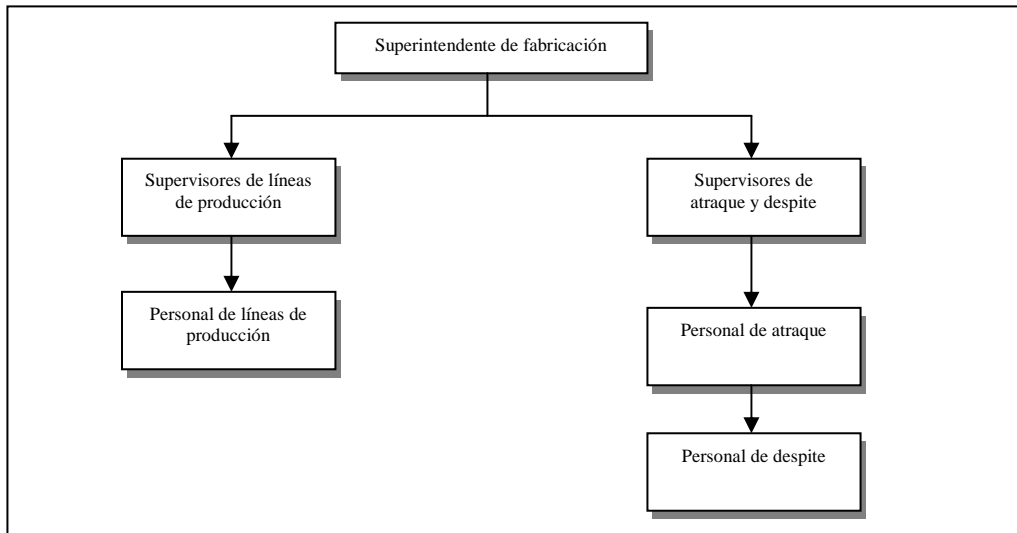 Superintendente de fabricación
Supervisores de líneas
de producción
Supervisores de
atraque y despite
Personal de líneas de
producción
Personal de atraque
Personal de despite